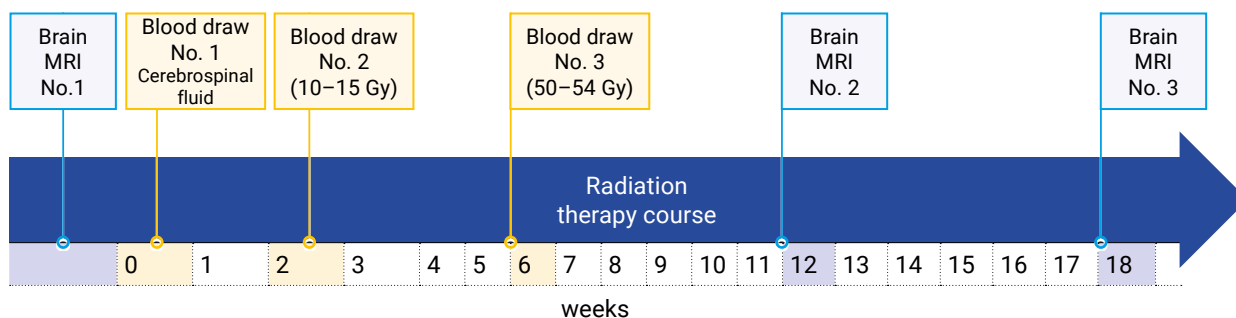 Brain
MRI
No.1
Blood draw
No. 1
Cerebrospinal
fluid
Blood draw
No. 2
(10–15 Gy)
Blood draw
No. 3
(50–54 Gy)
Brain
MRI
No. 2
Brain
MRI
No. 3
Radiation
therapy course
0 1 2 3 4 5 6 7 8 9 10 11 12 13 14 15 16 17 18
weeks